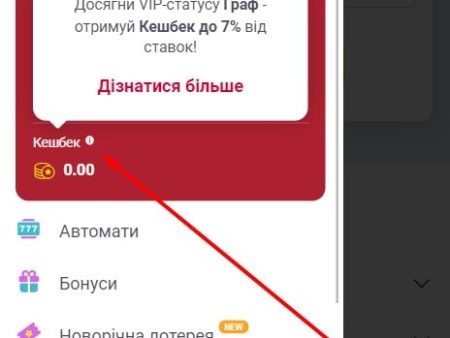 Досягни VIP-статусу Граф -
отримуй Кешбек до 7% від
ставок!
Дізнатися більше
Кешбек
0.00
777
Автомати
Бонуси
Новорічна лотерея NEW